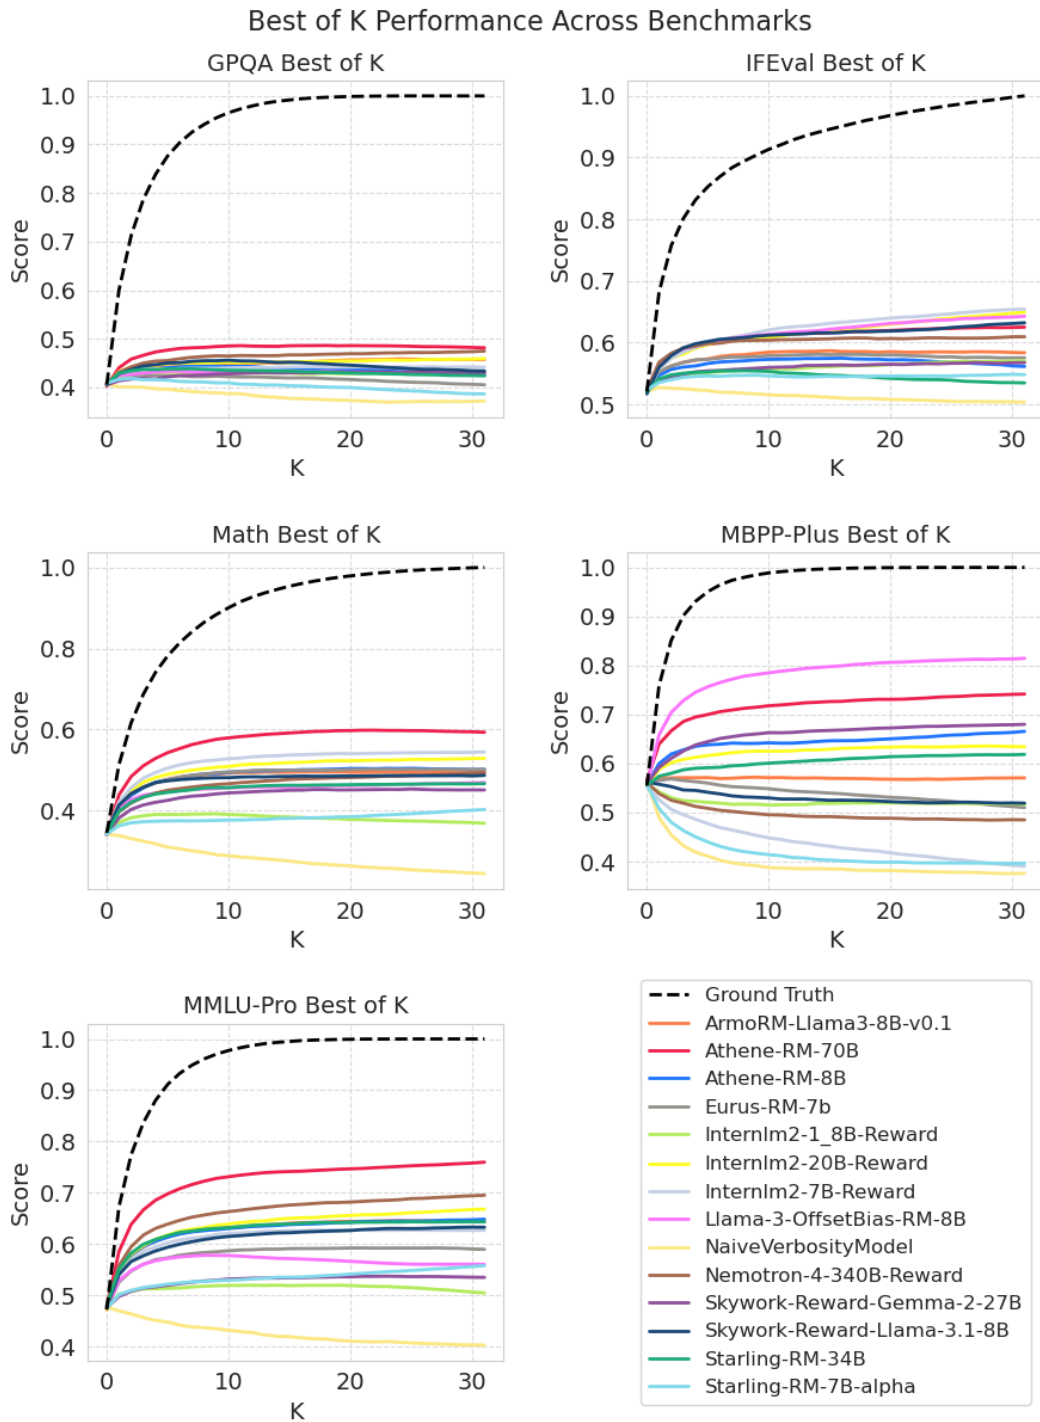 Best of K Performance Across Benchmarks
GPQA Best of K
1.0
0.9
0.8
0.7
0.6
0.5
0.4
Score
0 10 20 30
K
IFEval Best of K
1.0
0.9
0.8
0.7
0.6
0.5
Score
0 10 20 30
K
Math Best of K
1.0
0.8
0.6
0.4
Score
0 10 20 30
K
MBPP-Plus Best of K
1.0
0.9
0.8
0.7
0.6
0.5
0.4
Score
0 10 20 30
K
MMLU-Pro Best of K
1.0
0.9
0.8
0.7
0.6
0.5
0.4
Score
0 10 20 30
K
Ground Truth
ArmoRM-Llama3-8B-v0.1
Athene-RM-70B
Athene-RM-8B
Eurus-RM-7b
Internlm2-1_8B-Reward
Internlm2-20B-Reward
Internlm2-7B-Reward
Llama-3-OffsetBias-RM-8B
NaiveVerbosityModel
Nemotron-4-340B-Reward
Skywork-Reward-Gemma-2-27B
Skywork-Reward-Llama-3.1-8B
Starling-RM-34B
Starling-RM-7B-alpha